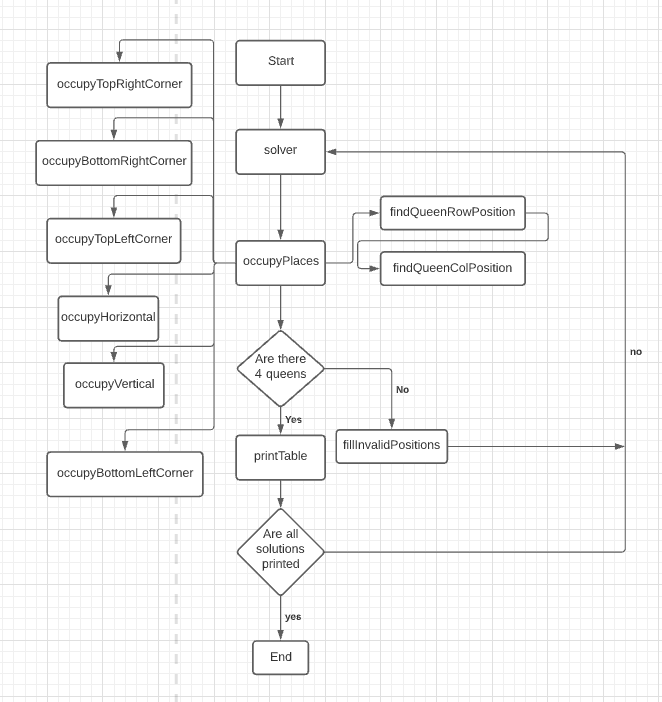 Start
occupyTopRightCorner
solver
occupyBottomRightCorner
findQueenRowPosition
occupyTopLeftCorner
occupyPlaces
findQueenColPosition
occupyHorizontal
no
Are there
4 queens
occupyVertical
No
Yes
fillInvalidPositions
printTable
occupyBottomLeftCorner
Are all
solutions
printed
yes
End